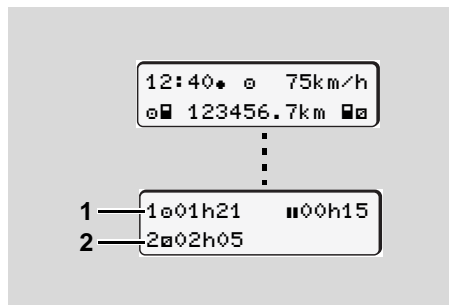 12:40● ⊙ 75km/h
⊙▮ 123456.7km ▮⧄
1 1⊙01h21 ▮▮00h15
2 2⧄02h05